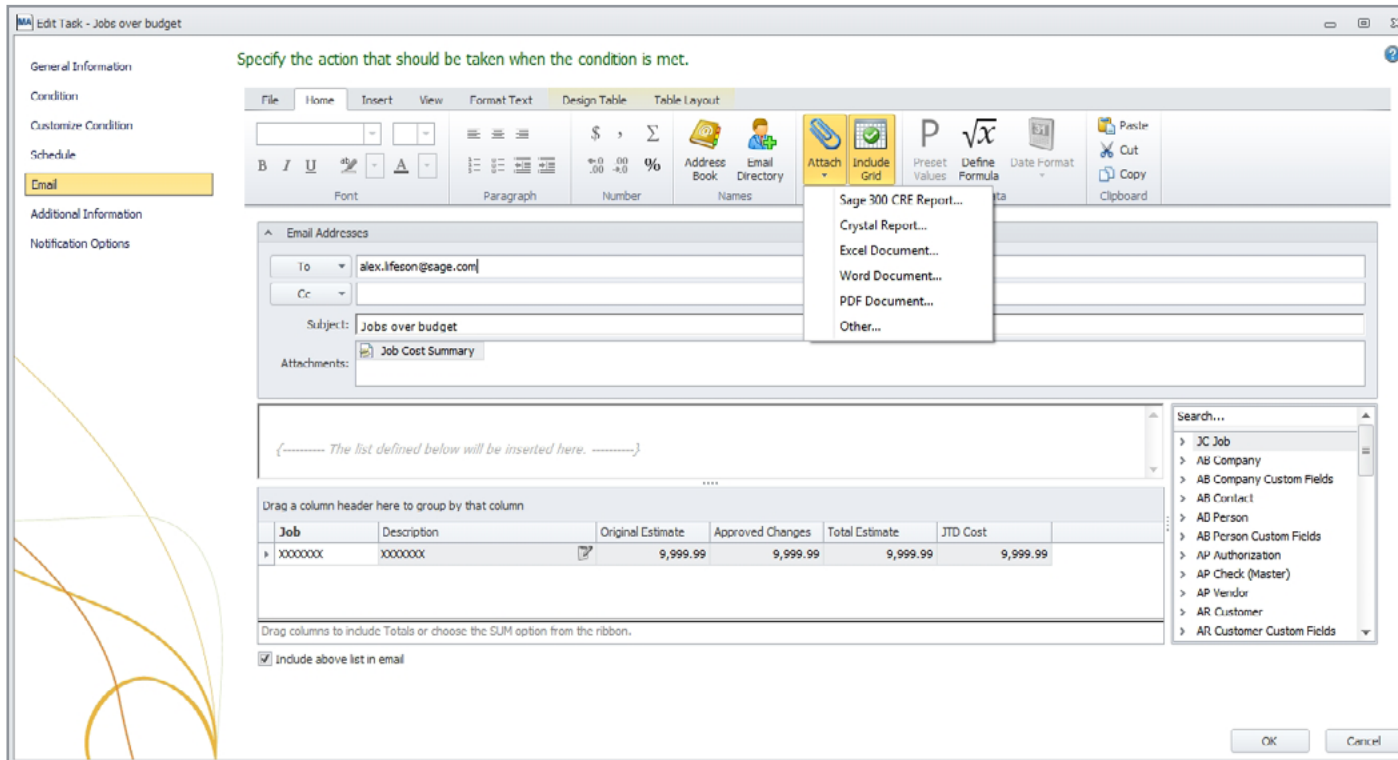 MA Edit Task - Jobs over budget
General Information
Condition
Customize Condition
Schedule
Email
Additional Information
Notification Options
Specify the action that should be taken when the condition is met.
File Home Insert View Format Text Design Table Table Layout
$ , Σ
B I U A %
Address Book
Email Directory
Attach
Include Grid
P Preset Values
√x Define Formula
Date Format
Paste
Cut
Copy
Font Paragraph Number Names Clipboard
Sage 300 CRE Report...
Crystal Report...
Excel Document...
Word Document...
PDF Document...
Other...
Email Addresses
To alex.lifeson@sage.com
Cc
Subject: Jobs over budget
Attachments: Job Cost Summary
{---------- The list defined below will be inserted here. ----------}
Drag a column header here to group by that column
Job Description Original Estimate Approved Changes Total Estimate JTD Cost
XXXXXXX XXXXXXX 9,999.99 9,999.99 9,999.99 9,999.99
Drag columns to include Totals or choose the SUM option from the ribbon.
Include above list in email
Search...
JC Job
AB Company
AB Company Custom Fields
AB Contact
AB Person
AB Person Custom Fields
AP Authorization
AP Check (Master)
AP Vendor
AR Customer
AR Customer Custom Fields
OK Cancel